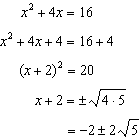 x² + 4x = 16
x² + 4x + 4 = 16 + 4
(x + 2)² = 20
x + 2 = ±√4·5
= −2 ± 2√5